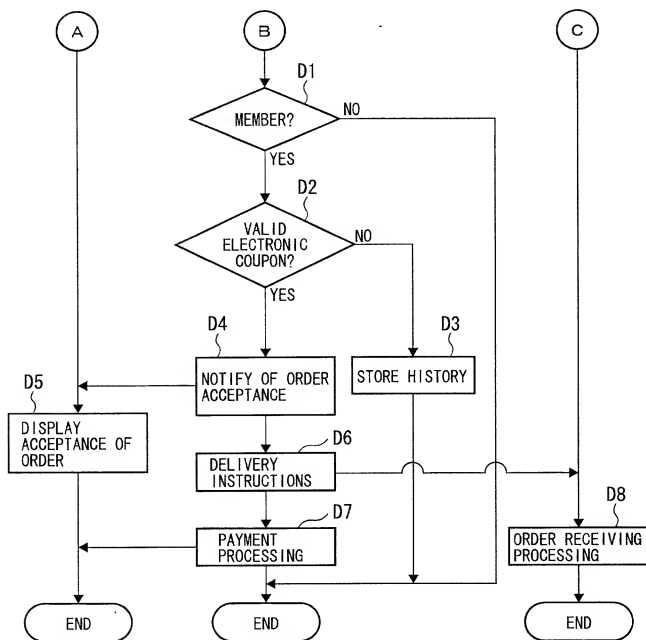 A
B
C
D1
MEMBER?
NO
YES
D2
VALID
ELECTRONIC
COUPON?
NO
YES
D4
NOTIFY OF ORDER
ACCEPTANCE
D3
STORE HISTORY
D5
DISPLAY
ACCEPTANCE OF
ORDER
D6
DELIVERY
INSTRUCTIONS
D7
PAYMENT
PROCESSING
D8
ORDER RECEIVING
PROCESSING
END
END
END